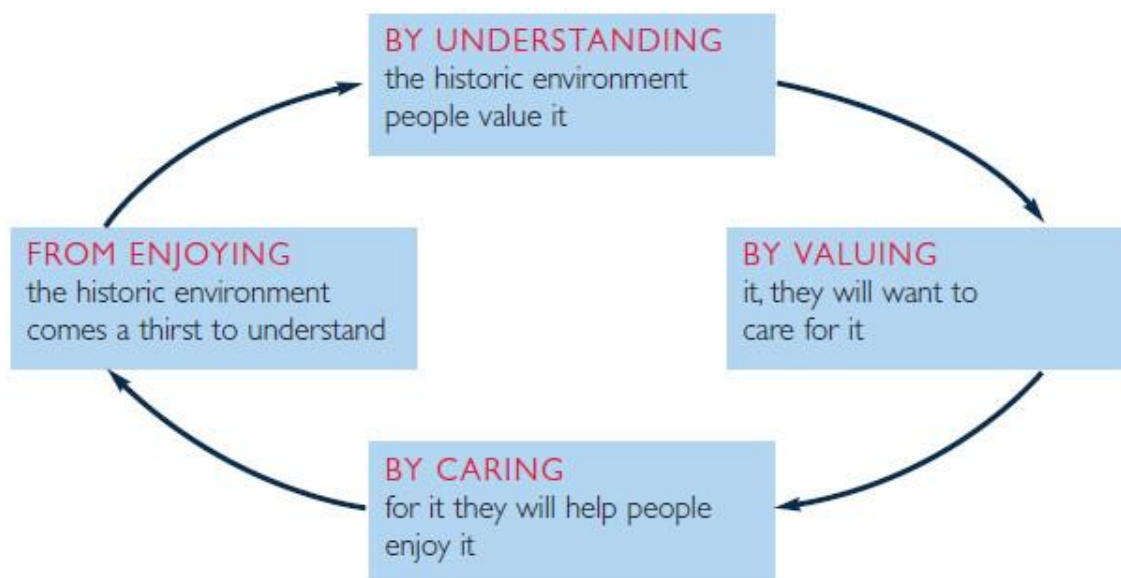 BY UNDERSTANDING
the historic environment
people value it
BY VALUING
it, they will want to
care for it
BY CARING
for it they will help people
enjoy it
FROM ENJOYING
the historic environment
comes a thirst to understand